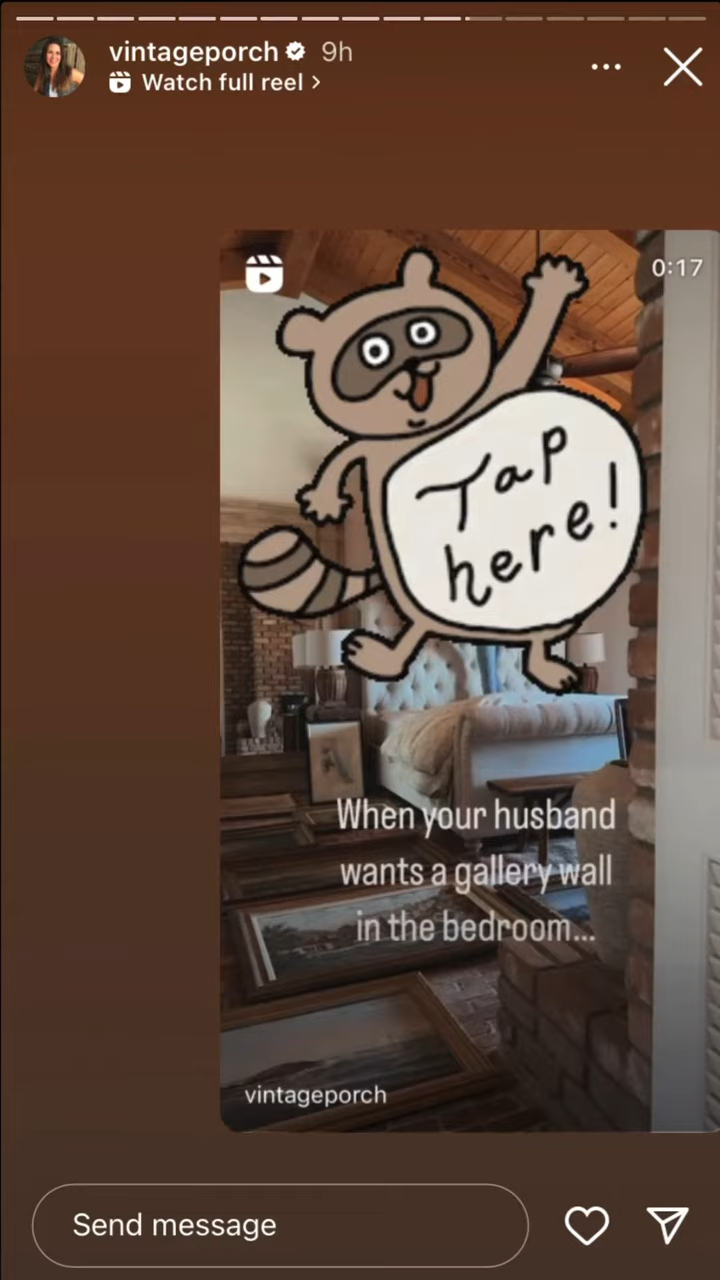 vintageporch 9h
Watch full reel >
0:17
Tap
here!
When your husband
wants a gallery wall
in the bedroom...
vintageporch
Send message